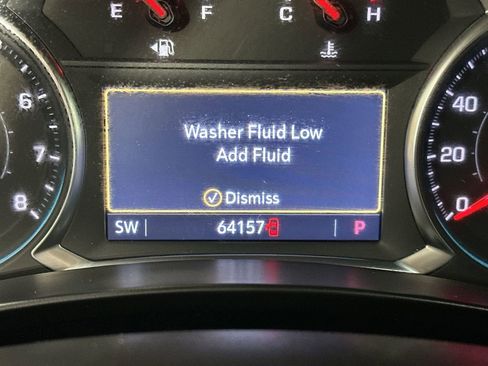 E F C H
Washer Fluid Low
Add Fluid
Dismiss
SW 64157 P
6
7
8
40
20
0